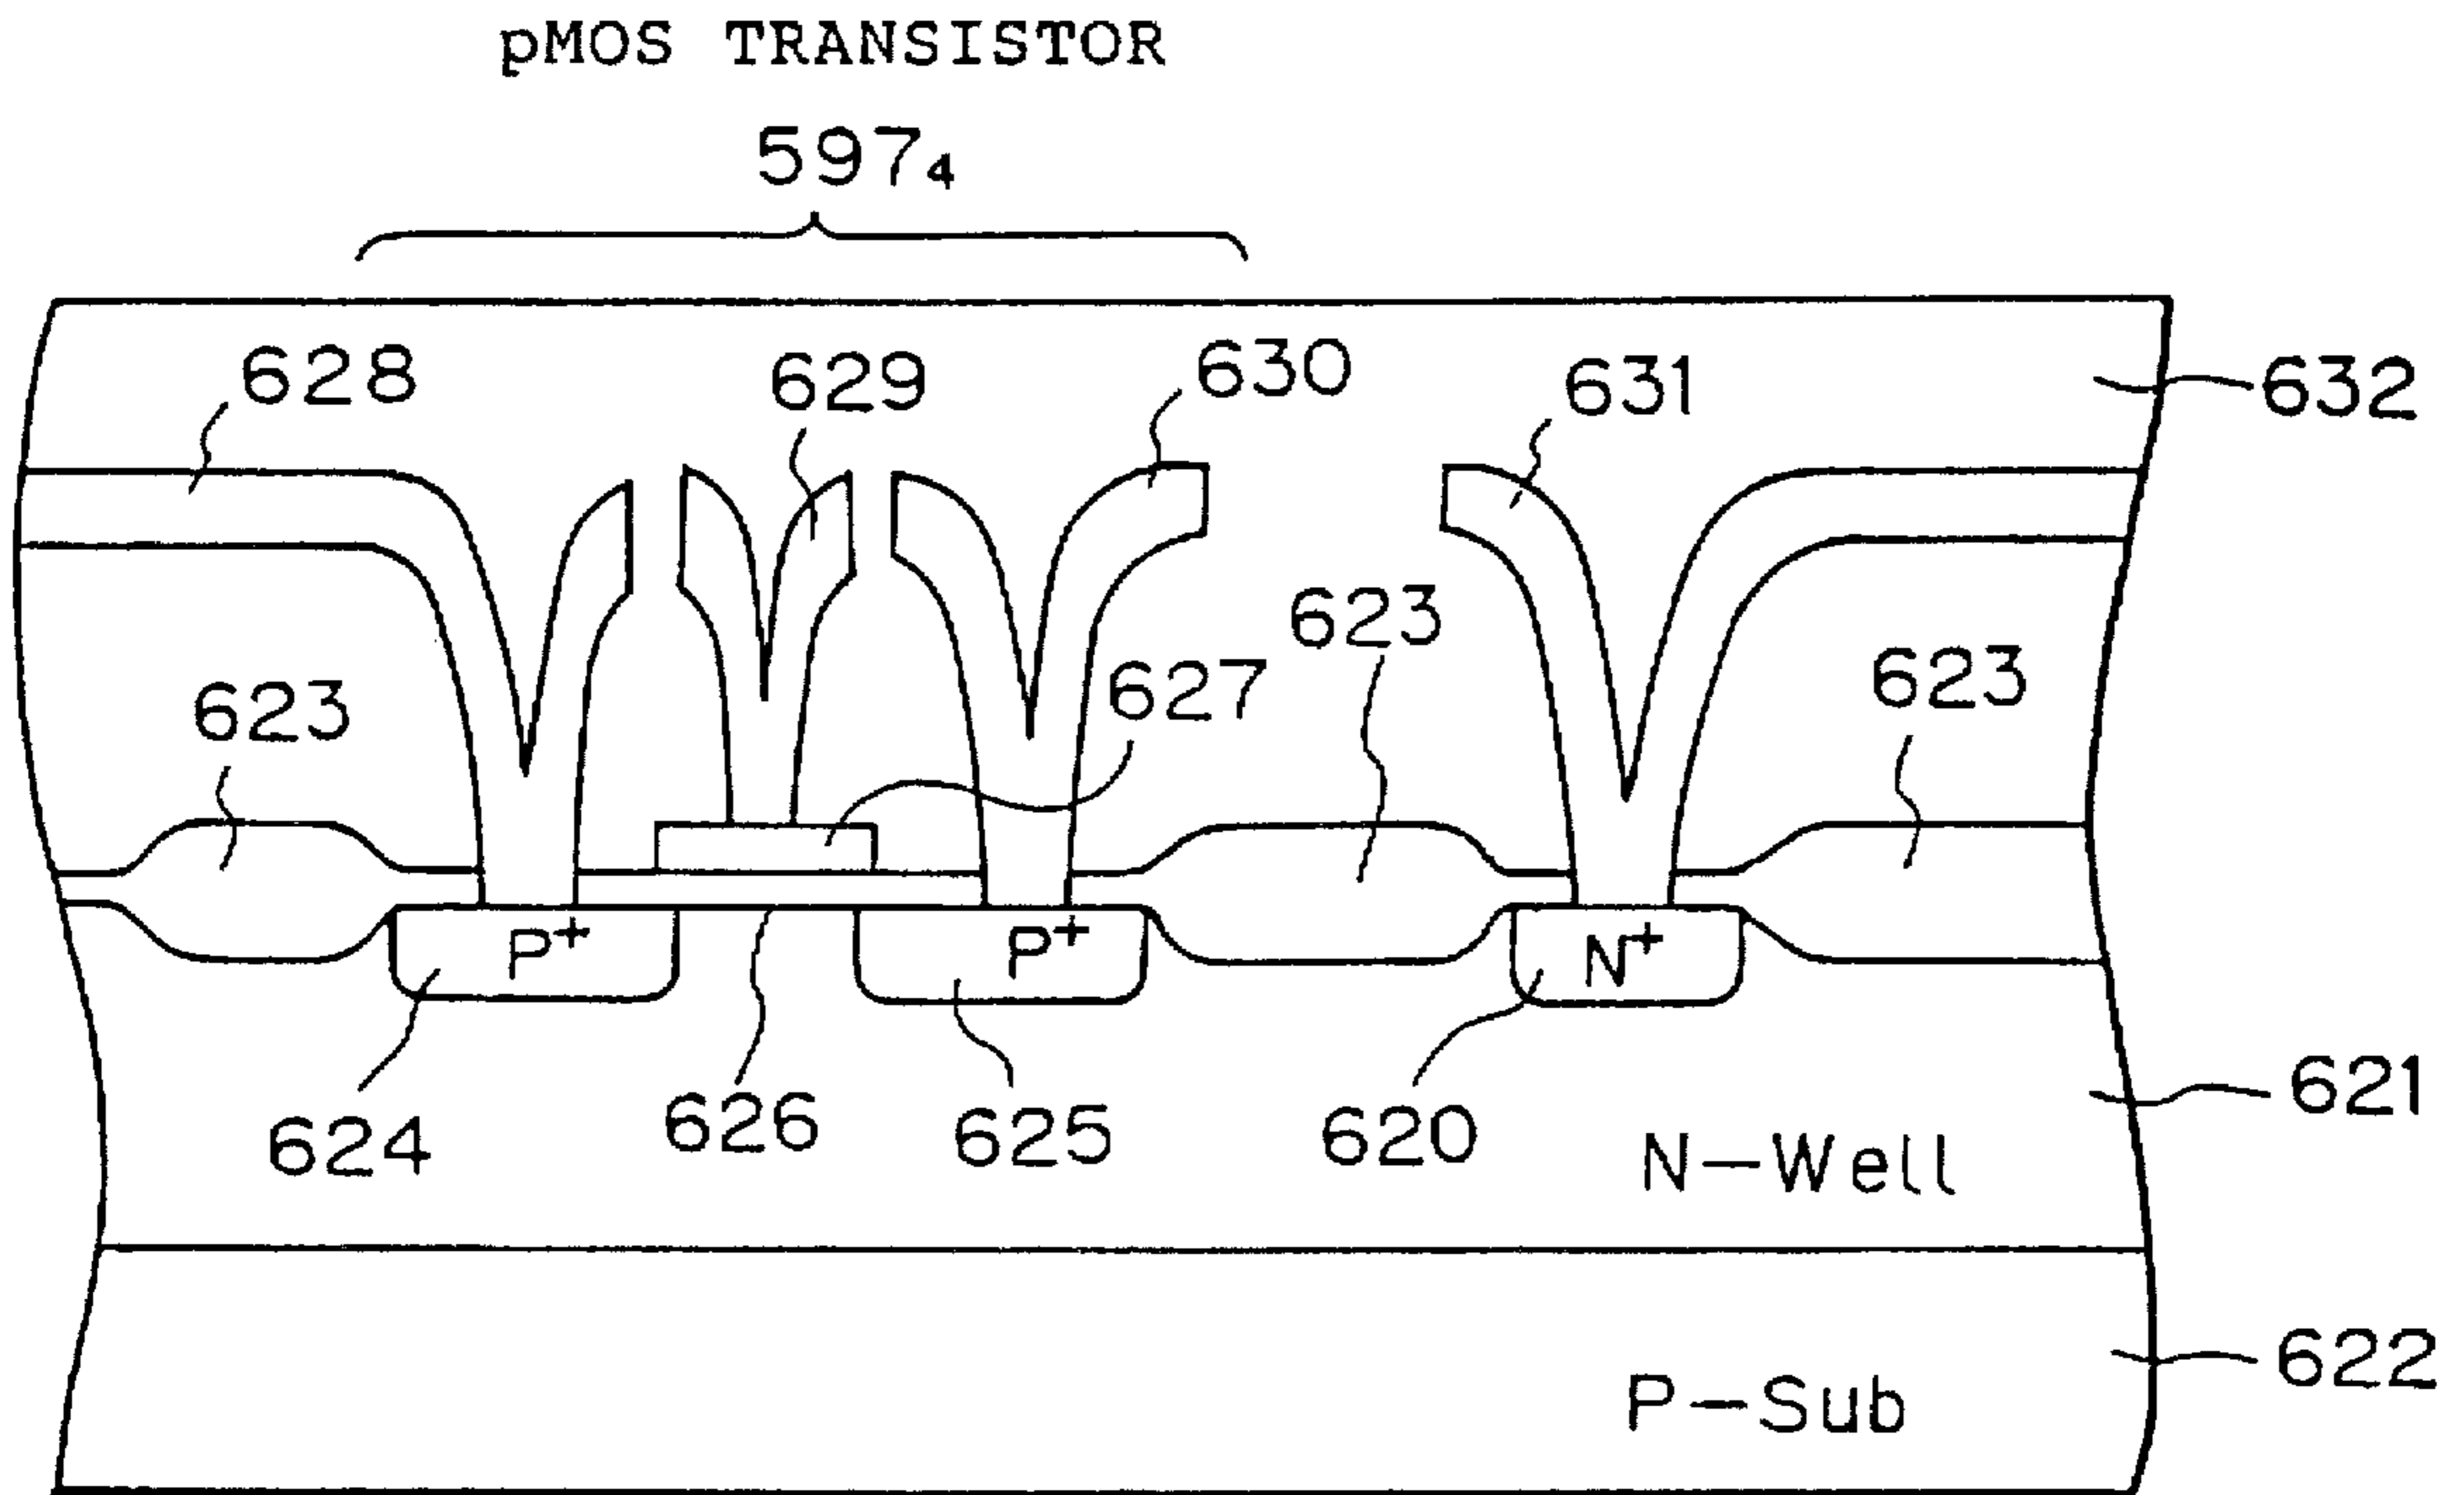 pMOS TRANSISTOR
597₄
628
629
630
631
632
623
627
623
623
P⁺
P⁺
N⁺
624
626
625
620
621
N-Well
622
P-Sub